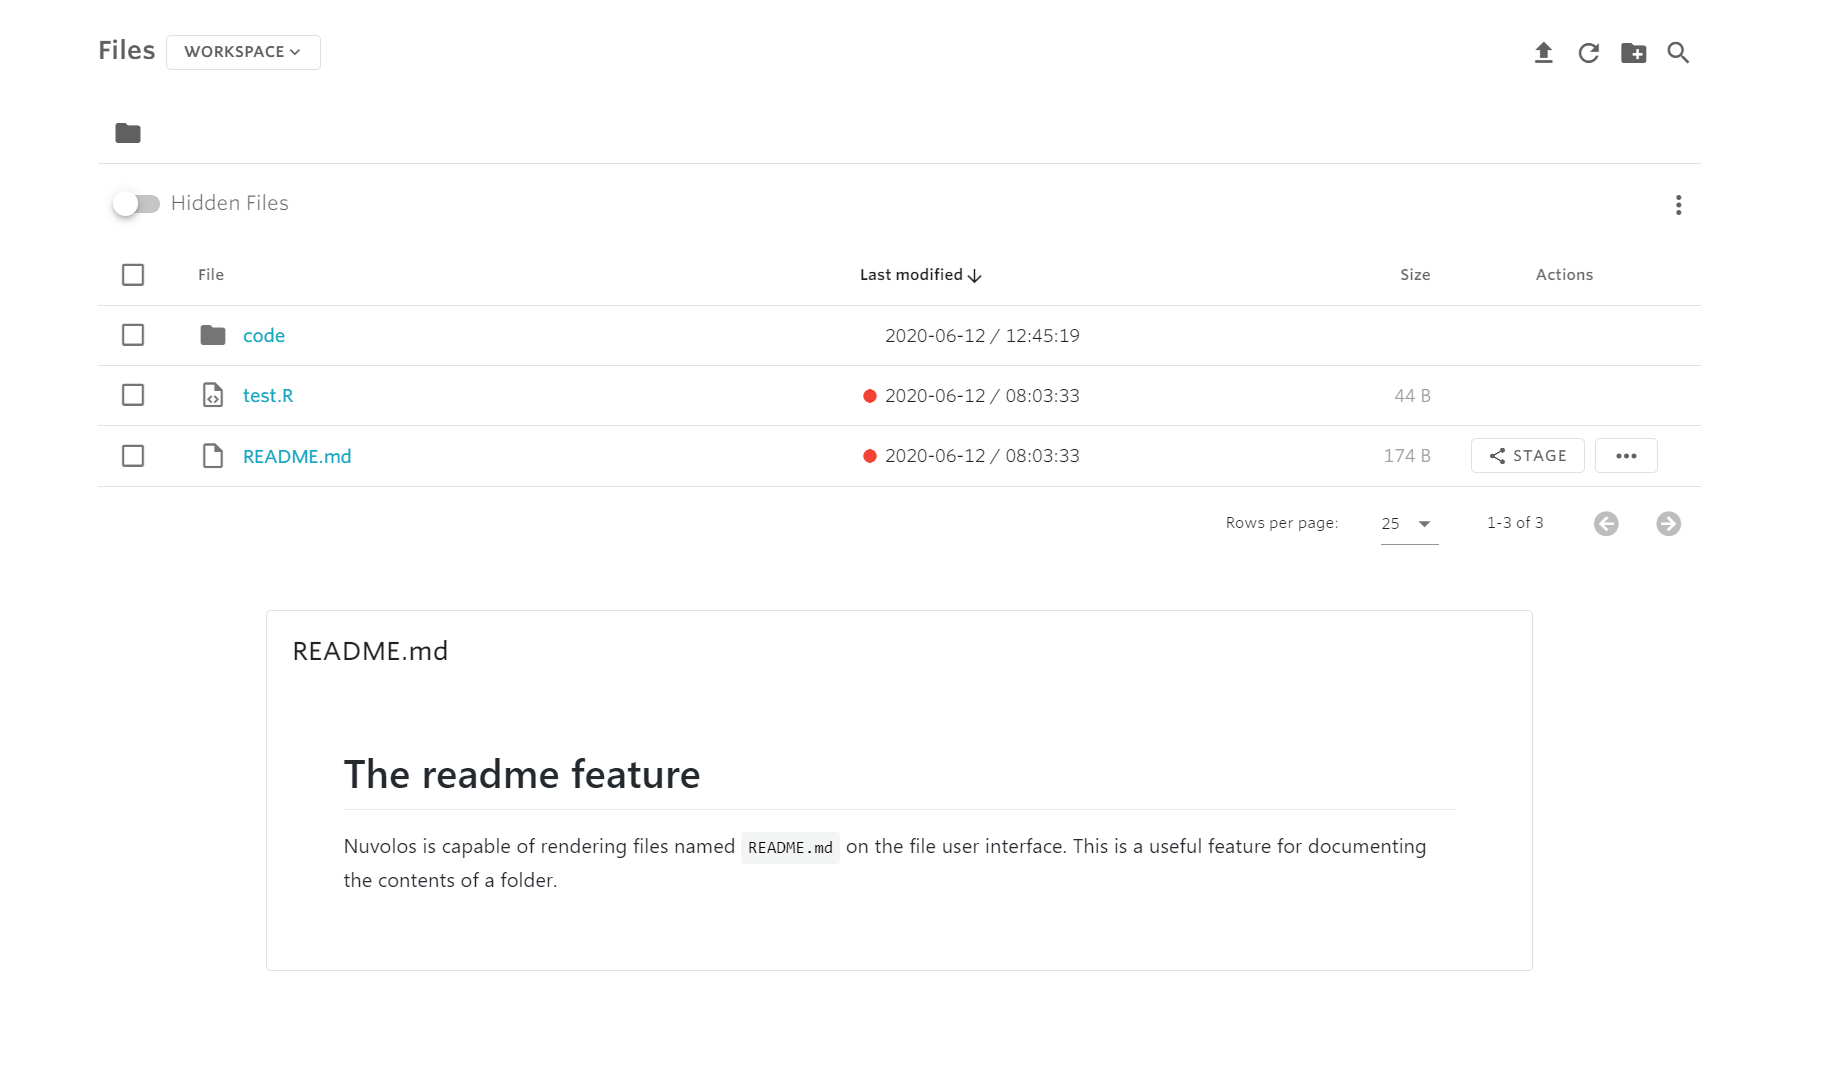 Files WORKSPACE
Hidden Files
File Last modified Size Actions
code 2020-06-12 / 12:45:19
test.R 2020-06-12 / 08:03:33 44 B
README.md 2020-06-12 / 08:03:33 174 B STAGE
Rows per page: 25 1-3 of 3
README.md
The readme feature
Nuvolos is capable of rendering files named README.md on the file user interface. This is a useful feature for documenting
the contents of a folder.